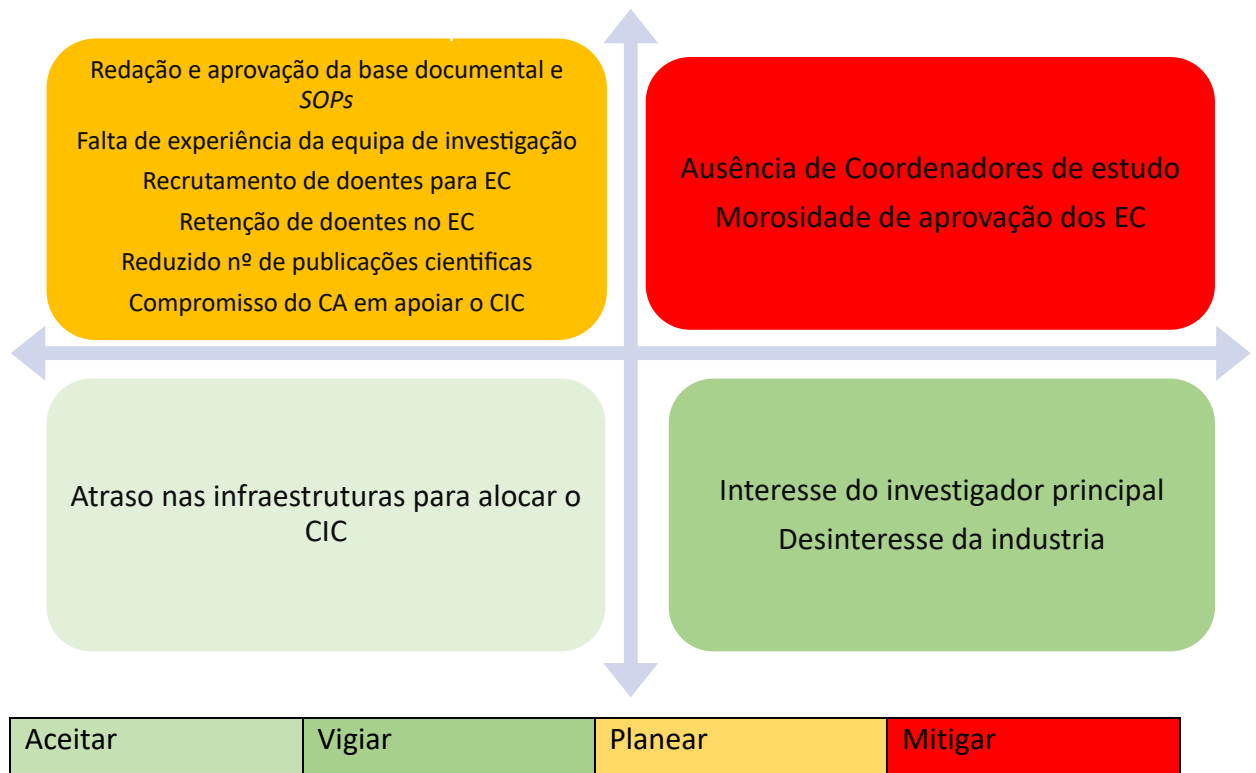 Redação e aprovação da base documental e
SOPs
Falta de experiência da equipa de investigação
Recrutamento de doentes para EC
Retenção de doentes no EC
Reduzido nº de publicações cientificas
Compromisso do CA em apoiar o CIC
Ausência de Coordenadores de estudo
Morosidade de aprovação dos EC
Atraso nas infraestruturas para alocar o
CIC
Interesse do investigador principal
Desinteresse da industria
Aceitar
Vigiar
Planear
Mitigar